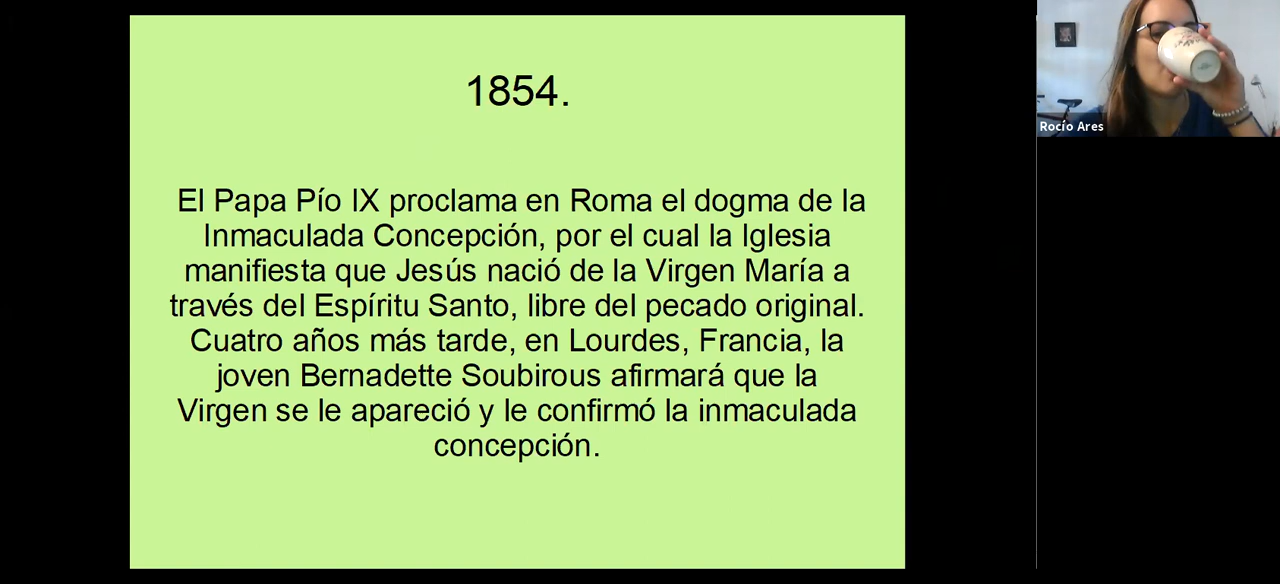 1854.
El Papa Pío IX proclama en Roma el dogma de la
Inmaculada Concepción, por el cual la Iglesia
manifiesta que Jesús nació de la Virgen María a
través del Espíritu Santo, libre del pecado original.
Cuatro años más tarde, en Lourdes, Francia, la
joven Bernadette Soubirous afirmará que la
Virgen se le apareció y le confirmó la inmaculada
concepción.
Rocío Ares